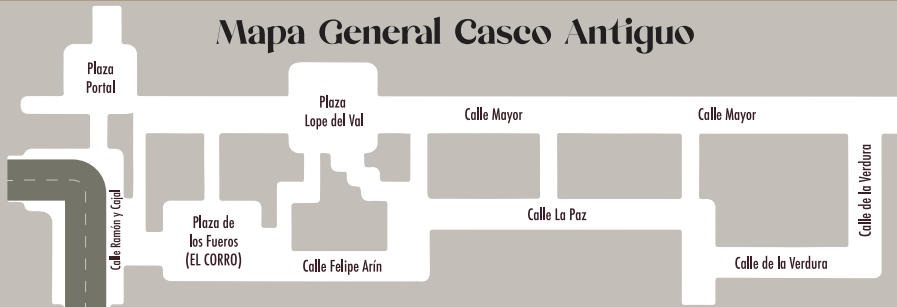 Mapa General Casco Antiguo
Plaza
Portal
Plaza
Lope del Val
Calle Mayor
Calle Mayor
Calle de la Verdura
Calle Ramón y Cajal
Plaza de
los Fueros
(EL CORRO)
Calle La Paz
Calle Felipe Arín
Calle de la Verdura